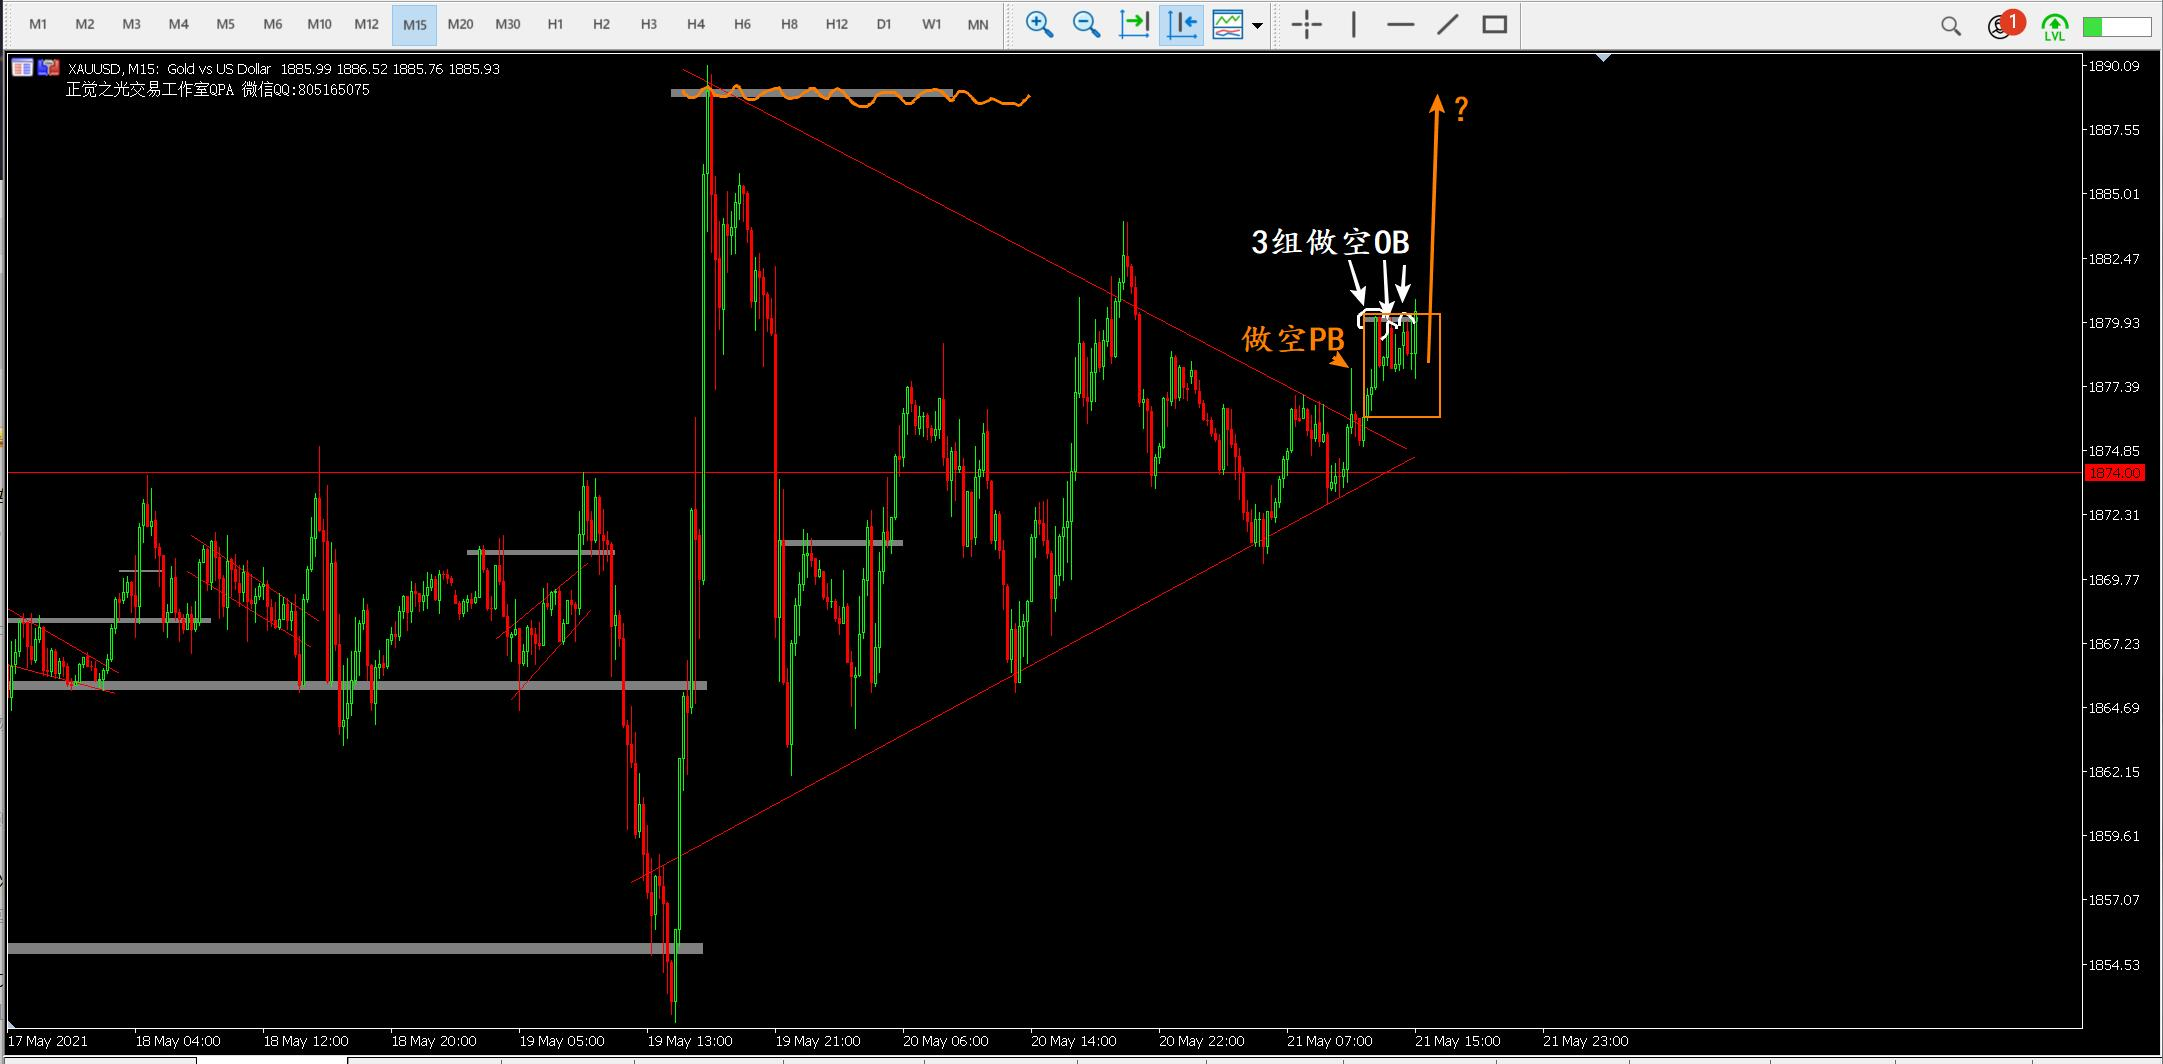 M1 M2 M3 M4 M5 M6 M10 M12 M15 M20 M30 H1 H2 H3 H4 H6 H8 H12 D1 W1 MN
1
LVL
XAUUSD, M15: Gold vs US Dollar 1885.99 1886.52 1885.76 1885.93
正觉之光交易工作室QPA 微信QQ:805165075
?
3组做空OB
做空PB
1890.09
1887.55
1885.01
1882.47
1879.93
1877.39
1874.85
1874.00
1872.31
1869.77
1867.23
1864.69
1862.15
1859.61
1857.07
1854.53
17 May 2021 18 May 04:00 18 May 12:00 18 May 20:00 19 May 05:00 19 May 13:00 19 May 21:00 20 May 06:00 20 May 14:00 20 May 22:00 21 May 07:00 21 May 15:00 21 May 23:00